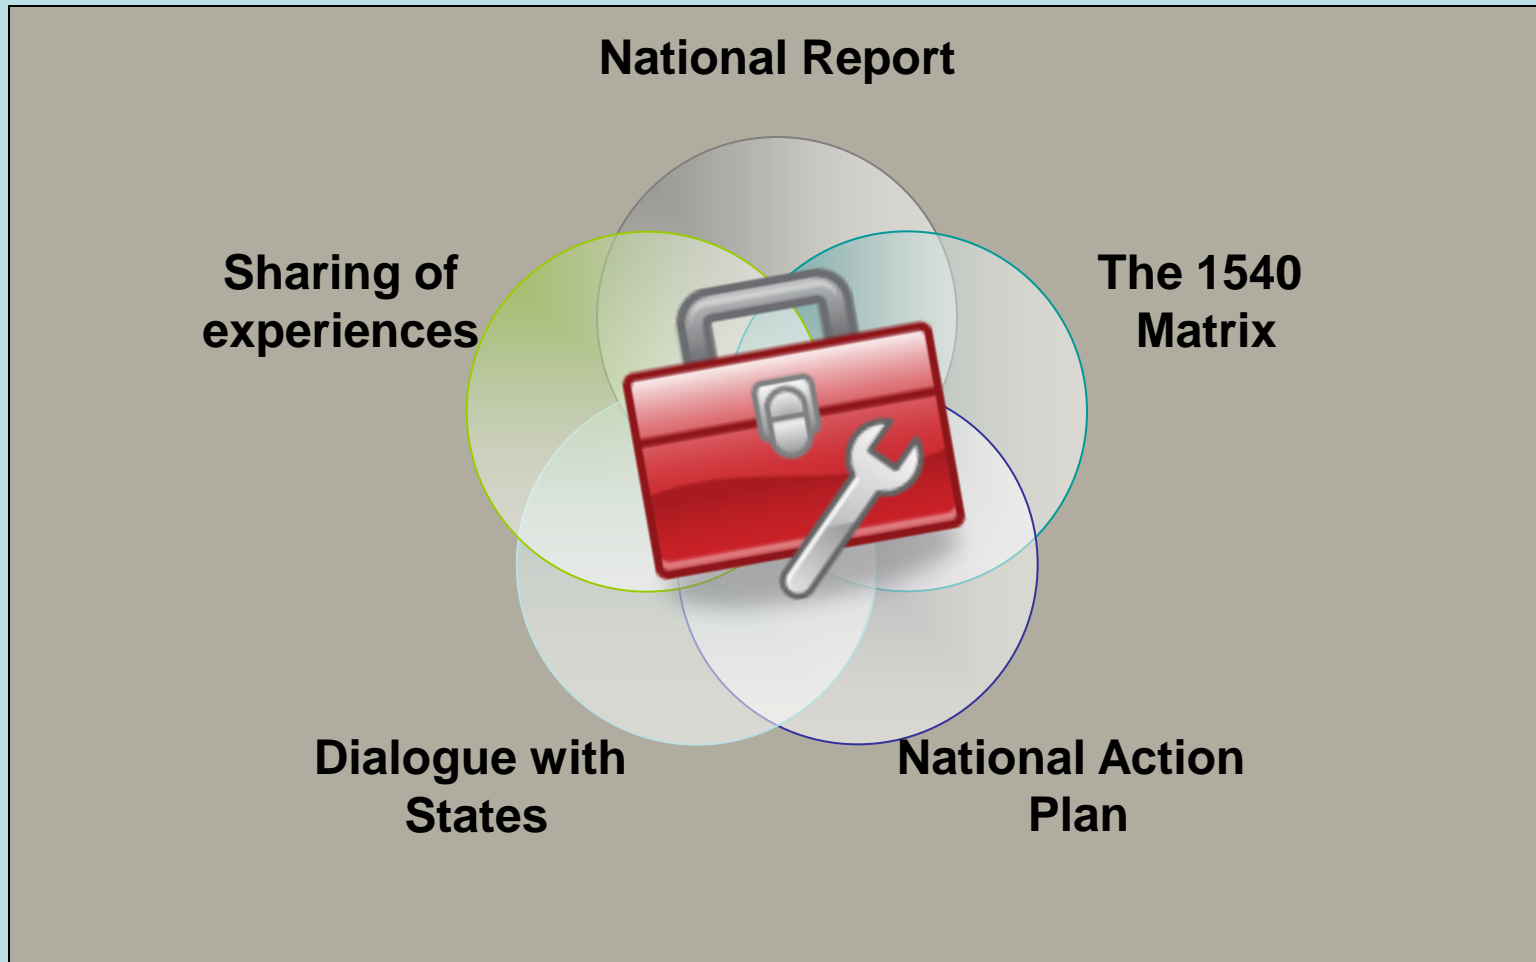 National Report
Sharing of
experiences
The 1540
Matrix
Dialogue with
States
National Action
Plan